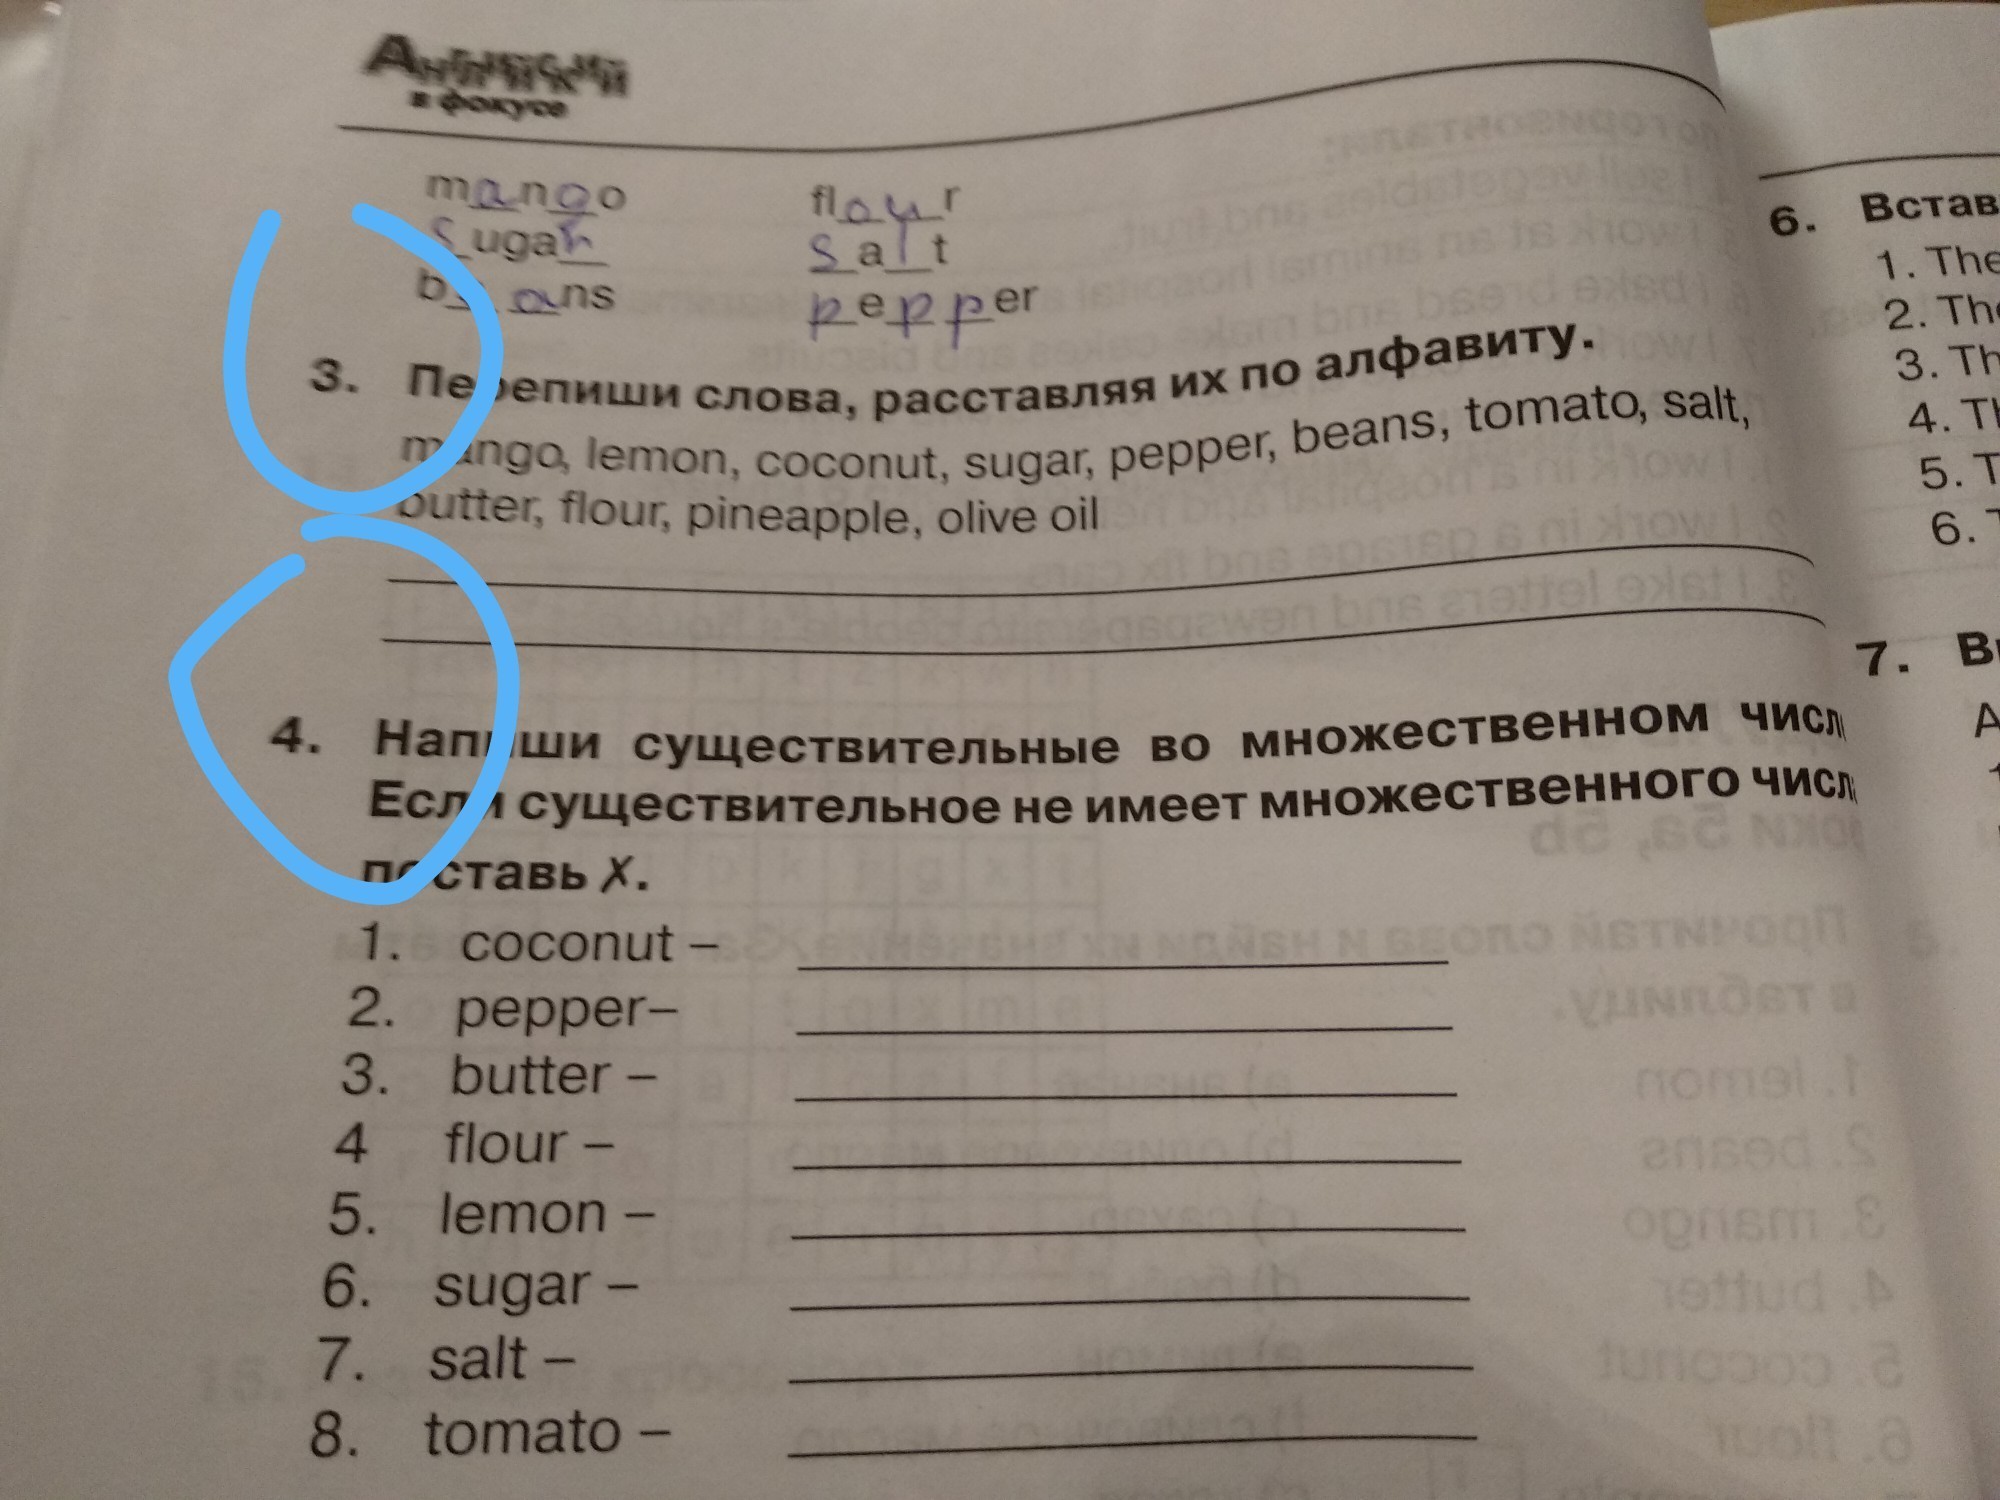 Английский
в фокусе
mango flour
sugar salt
b ans pepper
3. Перепиши слова, расставляя их по алфавиту.
mango, lemon, coconut, sugar, pepper, beans, tomato, salt,
butter, flour, pineapple, olive oil
4. Напиши существительные во множественном числ
Если существительное не имеет множественного числ
поставь X.
1. coconut –
2. pepper–
3. butter –
4 flour –
5. lemon –
6. sugar –
7. salt –
8. tomato –
6. Встав
1. The
2. The
3. Th
4. Th
5. T
6. T
7. В
А